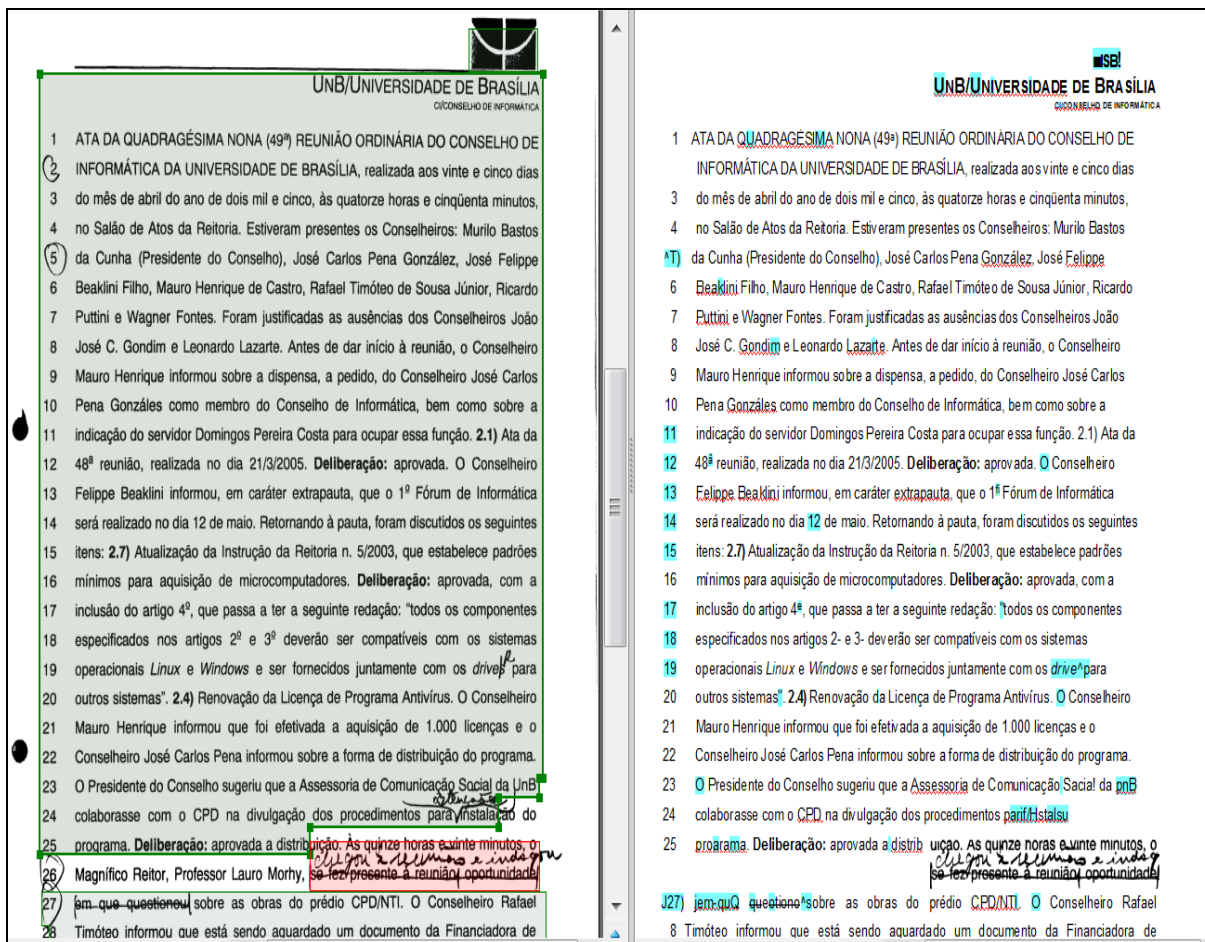 UNB/UNIVERSIDADE DE BRASÍLIA
CI/CONSELHO DE INFORMÁTICA
1 ATA DA QUADRAGÉSIMA NONA (49ª) REUNIÃO ORDINÁRIA DO CONSELHO DE
2 INFORMÁTICA DA UNIVERSIDADE DE BRASÍLIA, realizada aos vinte e cinco dias
3 do mês de abril do ano de dois mil e cinco, às quatorze horas e cinqüenta minutos,
4 no Salão de Atos da Reitoria. Estiveram presentes os Conselheiros: Murilo Bastos
5 da Cunha (Presidente do Conselho), José Carlos Pena González, José Felippe
6 Beaklini Filho, Mauro Henrique de Castro, Rafael Timóteo de Sousa Júnior, Ricardo
7 Puttini e Wagner Fontes. Foram justificadas as ausências dos Conselheiros João
8 José C. Gondim e Leonardo Lazarte. Antes de dar início à reunião, o Conselheiro
9 Mauro Henrique informou sobre a dispensa, a pedido, do Conselheiro José Carlos
10 Pena Gonzáles como membro do Conselho de Informática, bem como sobre a
11 indicação do servidor Domingos Pereira Costa para ocupar essa função. 2.1) Ata da
12 48ª reunião, realizada no dia 21/3/2005. Deliberação: aprovada. O Conselheiro
13 Felippe Beaklini informou, em caráter extrapauta, que o 1º Fórum de Informática
14 será realizado no dia 12 de maio. Retornando à pauta, foram discutidos os seguintes
15 itens: 2.7) Atualização da Instrução da Reitoria n. 5/2003, que estabelece padrões
16 mínimos para aquisição de microcomputadores. Deliberação: aprovada, com a
17 inclusão do artigo 4º, que passa a ter a seguinte redação: "todos os componentes
18 especificados nos artigos 2º e 3º deverão ser compatíveis com os sistemas
19 operacionais Linux e Windows e ser fornecidos juntamente com os drives para
20 outros sistemas". 2.4) Renovação da Licença de Programa Antivírus. O Conselheiro
21 Mauro Henrique informou que foi efetivada a aquisição de 1.000 licenças e o
22 Conselheiro José Carlos Pena informou sobre a forma de distribuição do programa.
23 O Presidente do Conselho sugeriu que a Assessoria de Comunicação Social da UnB
24 colaborasse com o CPD na divulgação dos procedimentos para instalação do
25 programa. Deliberação: aprovada a distribuição. Às quinze horas e vinte minutos, o
chegou à reunião e indagou
26 Magnífico Reitor, Professor Lauro Morhy, se fez presente à reunião oportunidade
27 em que questionou sobre as obras do prédio CPD/NTI. O Conselheiro Rafael
28 Timóteo informou que está sendo aguardado um documento da Financiadora de
■ISB!
UNB/UNIVERSIDADE DE BRASÍLIA
CI/CONSELHO DE INFORMÁTICA
1 ATA DA QUADRAGÉSIMA NONA (49ª) REUNIÃO ORDINÁRIA DO CONSELHO DE
INFORMÁTICA DA UNIVERSIDADE DE BRASÍLIA, realizada aos vinte e cinco dias
3 do mês de abril do ano de dois mil e cinco, às quatorze horas e cinqüenta minutos,
4 no Salão de Atos da Reitoria. Estiveram presentes os Conselheiros: Murilo Bastos
^T) da Cunha (Presidente do Conselho), José Carlos Pena González, José Felippe
6 Beaklini Filho, Mauro Henrique de Castro, Rafael Timóteo de Sousa Júnior, Ricardo
7 Puttini e Wagner Fontes. Foram justificadas as ausências dos Conselheiros João
8 José C. Gondim e Leonardo Lazarte. Antes de dar início à reunião, o Conselheiro
9 Mauro Henrique informou sobre a dispensa, a pedido, do Conselheiro José Carlos
10 Pena Gonzáles como membro do Conselho de Informática, bem como sobre a
11 indicação do servidor Domingos Pereira Costa para ocupar essa função. 2.1) Ata da
12 48ª reunião, realizada no dia 21/3/2005. Deliberação: aprovada. O Conselheiro
13 Felippe Beaklini informou, em caráter extrapauta, que o 1fi Fórum de Informática
14 será realizado no dia 12 de maio. Retornando à pauta, foram discutidos os seguintes
15 itens: 2.7) Atualização da Instrução da Reitoria n. 5/2003, que estabelece padrões
16 mínimos para aquisição de microcomputadores. Deliberação: aprovada, com a
17 inclusão do artigo 4e, que passa a ter a seguinte redação: "todos os componentes
18 especificados nos artigos 2- e 3- deverão ser compatíveis com os sistemas
19 operacionais Linux e Windows e ser fornecidos juntamente com os drive^para
20 outros sistemas". 2.4) Renovação da Licença de Programa Antivírus. O Conselheiro
21 Mauro Henrique informou que foi efetivada a aquisição de 1.000 licenças e o
22 Conselheiro José Carlos Pena informou sobre a forma de distribuição do programa.
23 O Presidente do Conselho sugeriu que a Assessoria de Comunicação Sacia! da pnB
24 colaborasse com o CPD na divulgação dos procedimentos parif/Hstalsu
25 proarama. Deliberação: aprovada a distrib uição. Às quinze horas e vinte minutos, o
chegou à reunião e indag
se fez presente à reunião oportunidade
J27) jem-quQ queotiono^sobre as obras do prédio CPD/NTI. O Conselheiro Rafael
8 Timóteo informou que está sendo aguardado um documento da Financiadora de